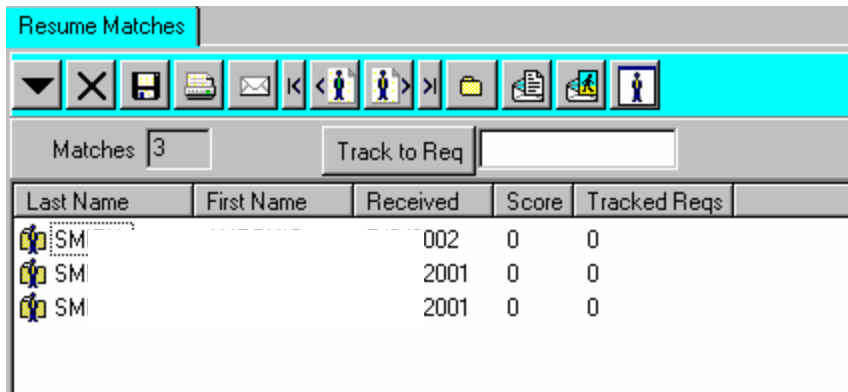 Resume Matches
Matches 3 Track to Req
Last Name First Name Received Score Tracked Reqs
002 0 0
SM 2001 0 0
SM 2001 0 0